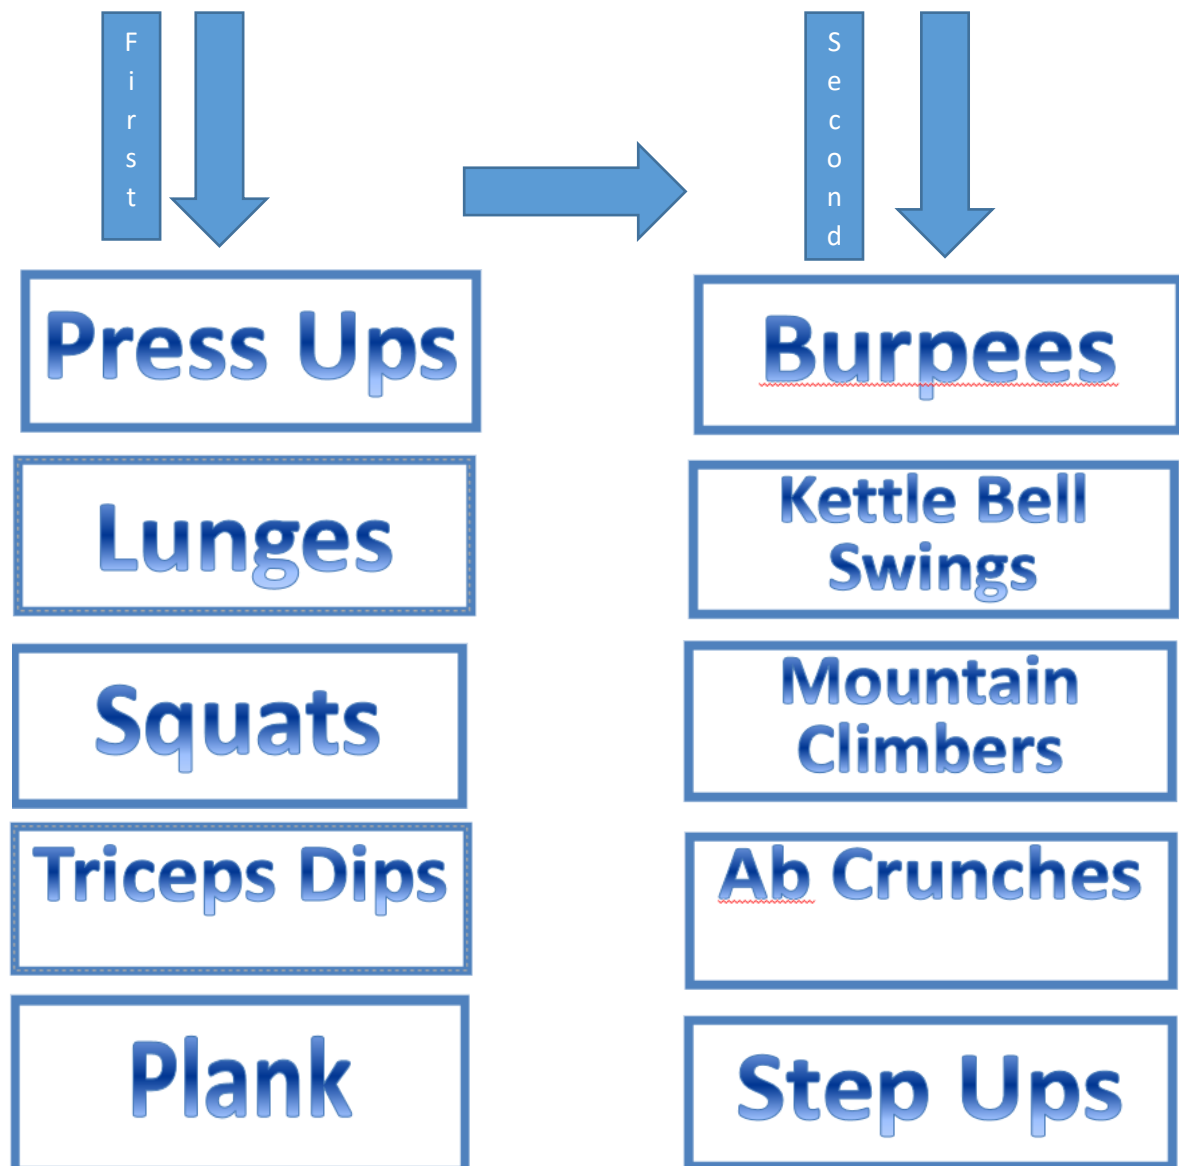 First
Press Ups
Lunges
Squats
Triceps Dips
Plank
Second
Burpees
Kettle Bell
Swings
Mountain
Climbers
Ab Crunches
Step Ups